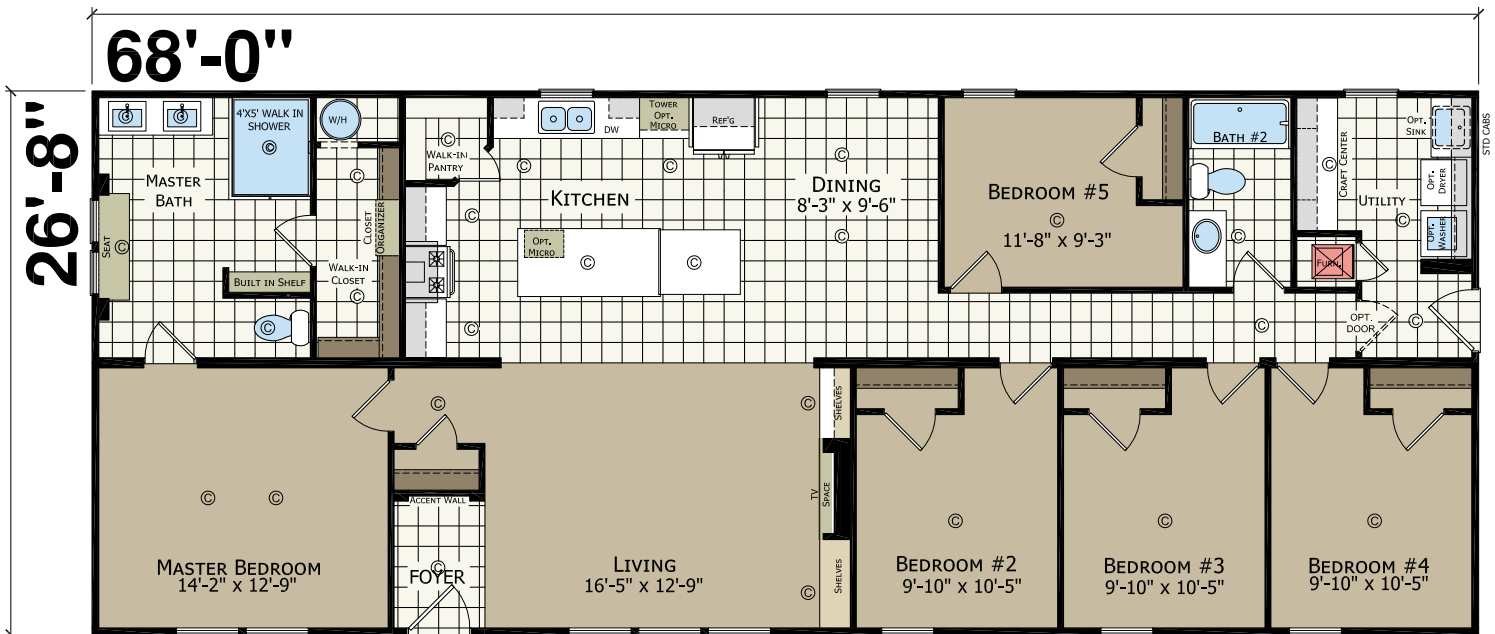 68'-0"
26'-8"
4'X5' WALK IN
SHOWER
©
W/H
MASTER
BATH
SEAT
©
BUILT IN SHELF
©
©
CLOSET
ORGANIZER
WALK-IN
CLOSET
©
©
WALK-IN
PANTRY
DW
TOWER
OPT.
MICRO
REF'G
©
©
KITCHEN
©
OPT.
MICRO
©
©
©
©
DINING
8'-3" x 9'-6"
©
BEDROOM #5
©
11'-8" x 9'-3"
BATH #2
©
CRAFT CENTER
©
OPT.
SINK
STD CABS
OPT.
DRYER
UTILITY
©
OPT.
WASHER
FURN.
©
OPT.
DOOR
©
©
©
MASTER BEDROOM
14'-2" x 12'-9"
©
ACCENT WALL
©
FOYER
LIVING
16'-5" x 12'-9"
©
SHELVES
TV
SPACE
SHELVES
©
©
BEDROOM #2
9'-10" x 10'-5"
©
BEDROOM #3
9'-10" x 10'-5"
©
BEDROOM #4
9'-10" x 10'-5"